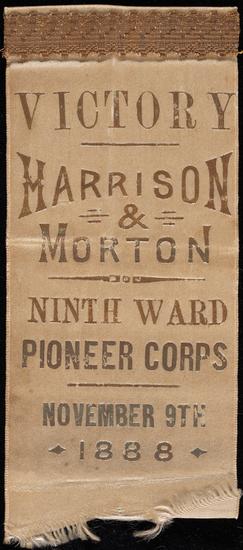 VICTORY
HARRISON
&
MORTON
NINTH WARD
PIONEER CORPS
NOVEMBER 9TH
1888